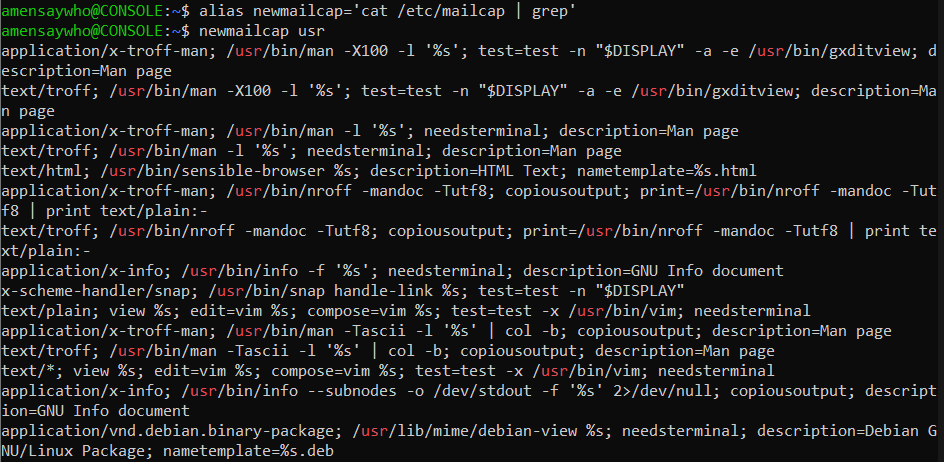 amensaywho@CONSOLE:~$ alias newmailcap='cat /etc/mailcap | grep'
amensaywho@CONSOLE:~$ newmailcap usr
application/x-troff-man; /usr/bin/man -X100 -l '%s'; test=test -n "$DISPLAY" -a -e /usr/bin/gxditview; d
escription=Man page
text/troff; /usr/bin/man -X100 -l '%s'; test=test -n "$DISPLAY" -a -e /usr/bin/gxditview; description=Ma
n page
application/x-troff-man; /usr/bin/man -l '%s'; needsterminal; description=Man page
text/troff; /usr/bin/man -l '%s'; needsterminal; description=Man page
text/html; /usr/bin/sensible-browser %s; description=HTML Text; nametemplate=%s.html
application/x-troff-man; /usr/bin/nroff -mandoc -Tutf8; copiousoutput; print=/usr/bin/nroff -mandoc -Tut
f8 | print text/plain:-
text/troff; /usr/bin/nroff -mandoc -Tutf8; copiousoutput; print=/usr/bin/nroff -mandoc -Tutf8 | print te
xt/plain:-
application/x-info; /usr/bin/info -f '%s'; needsterminal; description=GNU Info document
x-scheme-handler/snap; /usr/bin/snap handle-link %s; test=test -n "$DISPLAY"
text/plain; view %s; edit=vim %s; compose=vim %s; test=test -x /usr/bin/vim; needsterminal
application/x-troff-man; /usr/bin/man -Tascii -l '%s' | col -b; copiousoutput; description=Man page
text/troff; /usr/bin/man -Tascii -l '%s' | col -b; copiousoutput; description=Man page
text/*; view %s; edit=vim %s; compose=vim %s; test=test -x /usr/bin/vim; needsterminal
application/x-info; /usr/bin/info --subnodes -o /dev/stdout -f '%s' 2>/dev/null; copiousoutput; descript
ion=GNU Info document
application/vnd.debian.binary-package; /usr/lib/mime/debian-view %s; needsterminal; description=Debian G
NU/Linux Package; nametemplate=%s.deb